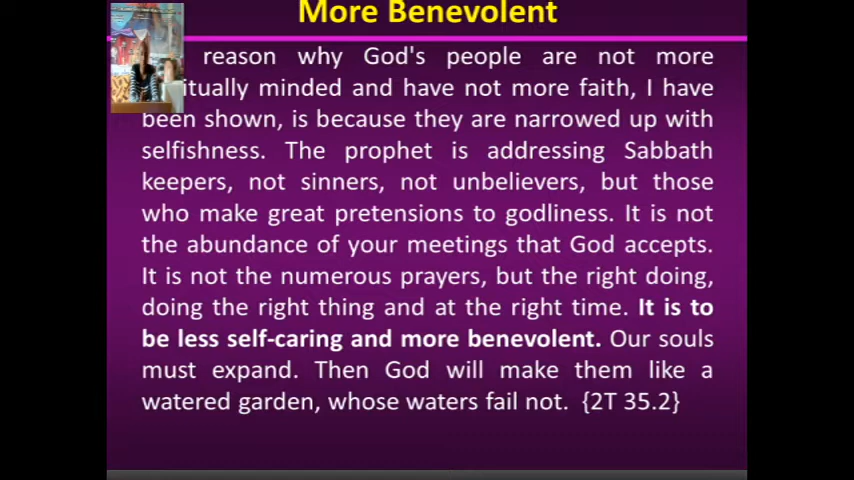 More Benevolent
reason why God's people are not more
itually minded and have not more faith, I have
been shown, is because they are narrowed up with
selfishness. The prophet is addressing Sabbath
keepers, not sinners, not unbelievers, but those
who make great pretensions to godliness. It is not
the abundance of your meetings that God accepts.
It is not the numerous prayers, but the right doing,
doing the right thing and at the right time. It is to
be less self-caring and more benevolent. Our souls
must expand. Then God will make them like a
watered garden, whose waters fail not. {2T 35.2}